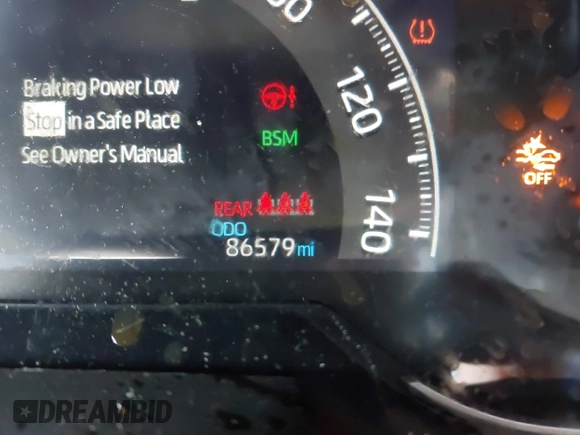 120
Braking Power Low
Stop in a Safe Place
BSM
See Owner's Manual
OFF
REAR
140
ODO
86579 mi
DREAMBID